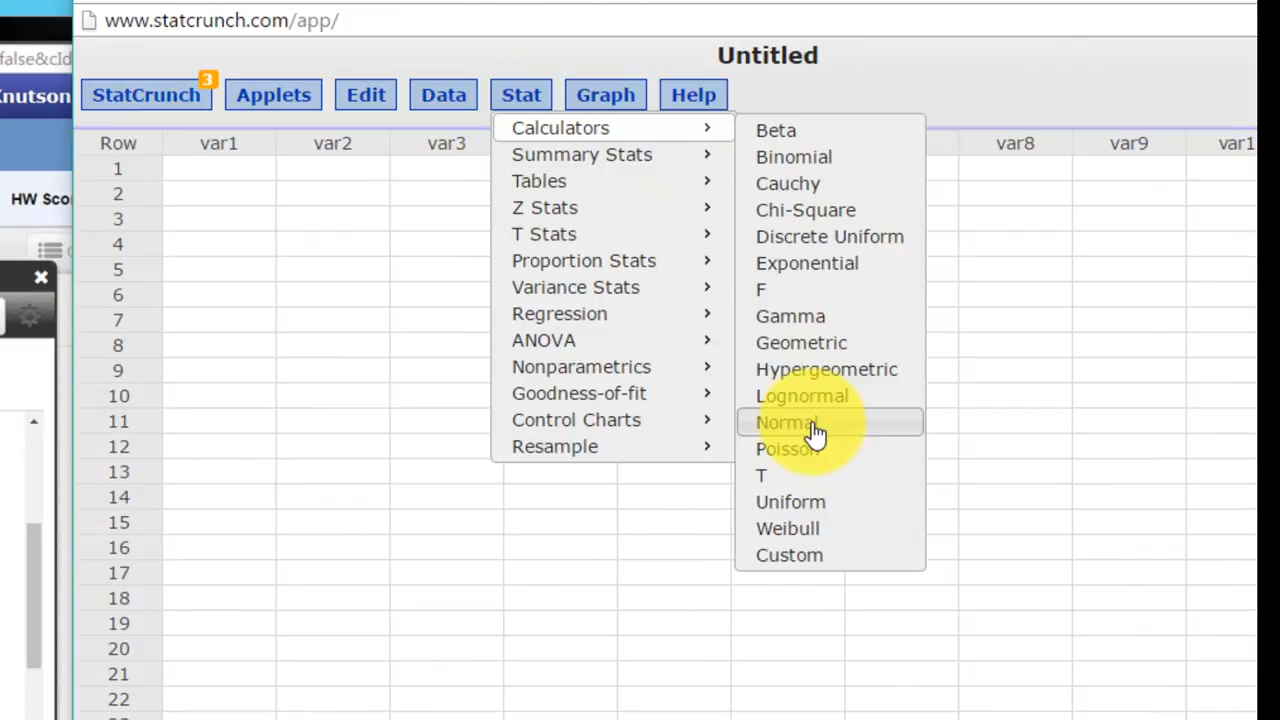 www.statcrunch.com/app/
false&cId
Untitled
Knutson
StatCrunch 3 Applets Edit Data Stat Graph Help
Row var1 var2 var3 var8 var9 var1
HW Sco
Calculators
Summary Stats
Tables
Z Stats
T Stats
Proportion Stats
Variance Stats
Regression
ANOVA
Nonparametrics
Goodness-of-fit
Control Charts
Resample
Beta
Binomial
Cauchy
Chi-Square
Discrete Uniform
Exponential
F
Gamma
Geometric
Hypergeometric
Lognormal
Normal
Poisson
T
Uniform
Weibull
Custom
1
2
3
4
5
6
7
8
9
10
11
12
13
14
15
16
17
18
19
20
21
22